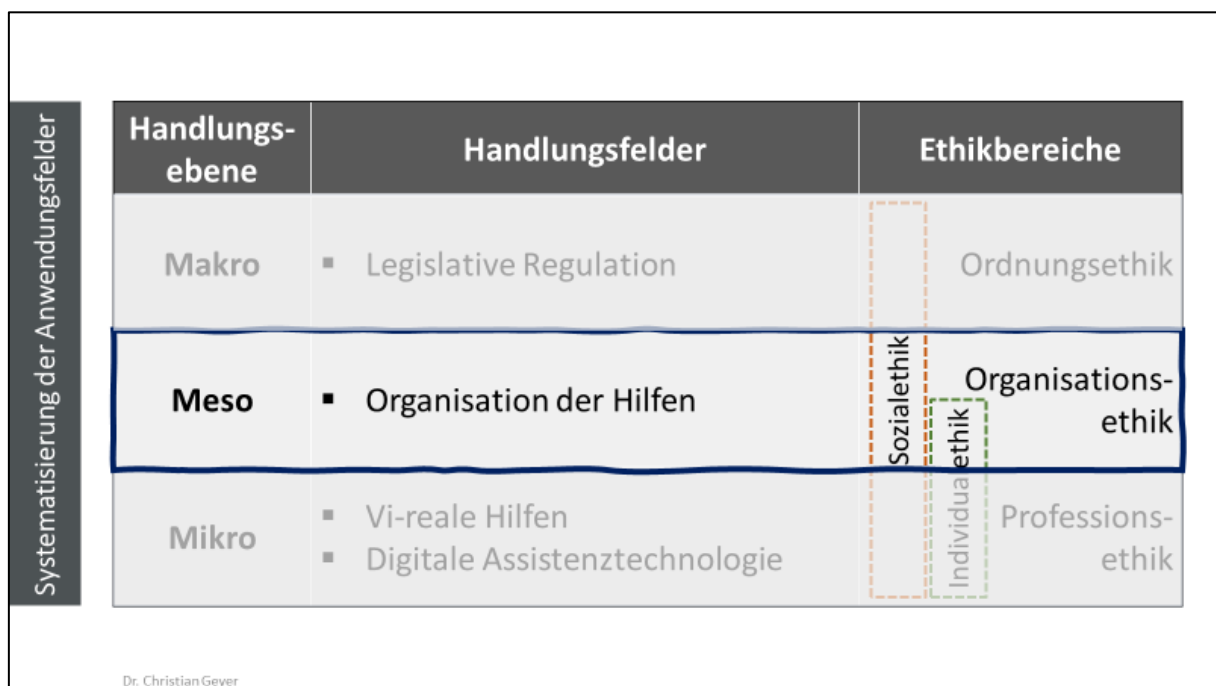 Systematisierung der Anwendungsfelder
Handlungs-
ebene
Handlungsfelder
Ethikbereiche
Makro
▪ Legislative Regulation
Ordnungsethik
Meso
▪ Organisation der Hilfen
Sozialethik
Organisations-
ethik
Mikro
▪ Vi-reale Hilfen
▪ Digitale Assistenztechnologie
Individualethik
Professions-
ethik
Dr. Christian Geyer